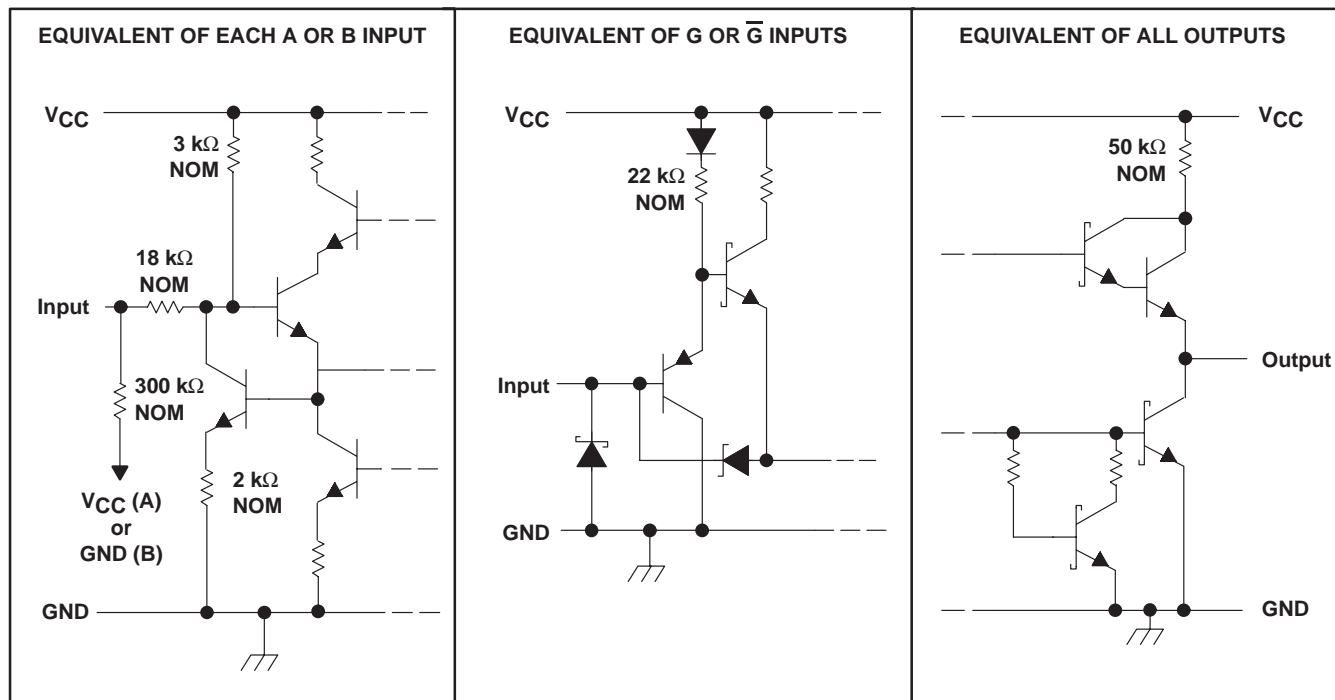 EQUIVALENT OF EACH A OR B INPUT
VCC
3 kΩ
NOM
18 kΩ
NOM
Input
300 kΩ
NOM
VCC (A)
or
GND (B)
2 kΩ
NOM
GND
EQUIVALENT OF G OR G̅ INPUTS
VCC
22 kΩ
NOM
Input
GND
EQUIVALENT OF ALL OUTPUTS
VCC
50 kΩ
NOM
Output
GND